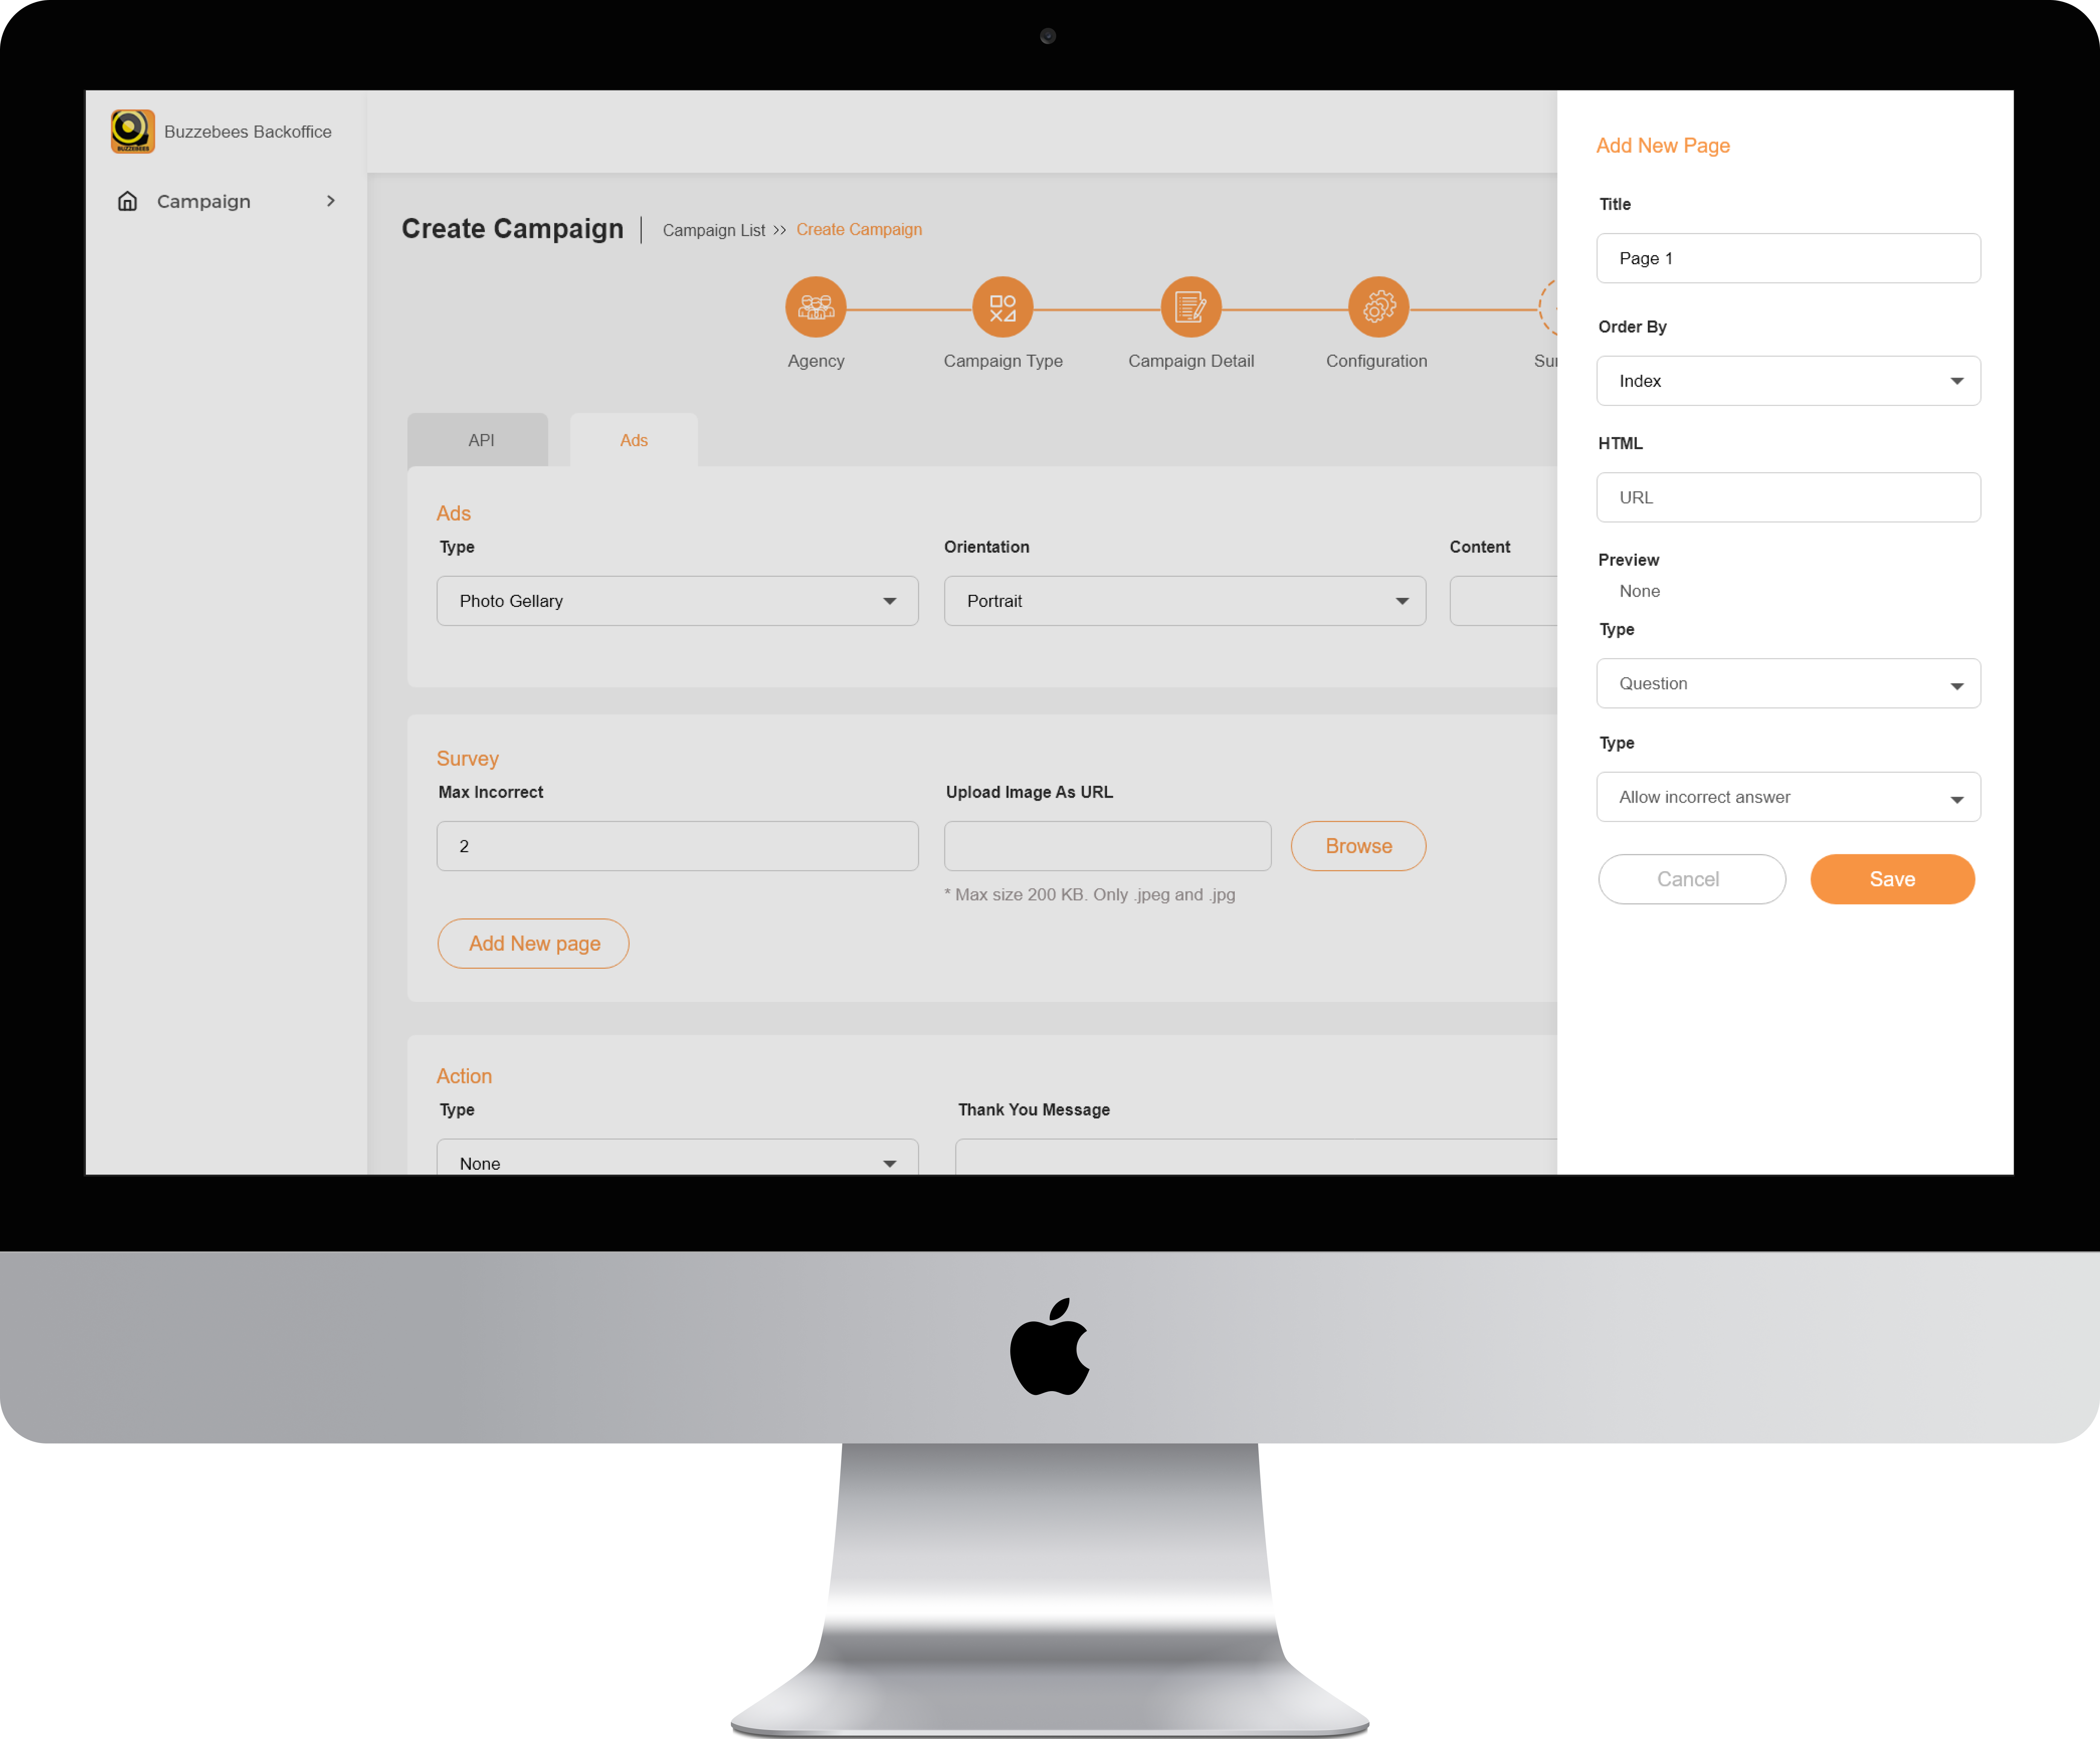 BUZZEBEES
Buzzebees Backoffice
Campaign
Create Campaign
Campaign List >> Create Campaign
Agency
Campaign Type
Campaign Detail
Configuration
Su
API
Ads
Ads
Type
Orientation
Content
Photo Gellary
Portrait
Survey
Max Incorrect
Upload Image As URL
2
Browse
* Max size 200 KB. Only .jpeg and .jpg
Add New page
Action
Type
Thank You Message
None
Add New Page
Title
Page 1
Order By
Index
HTML
URL
Preview
None
Type
Question
Type
Allow incorrect answer
Cancel
Save